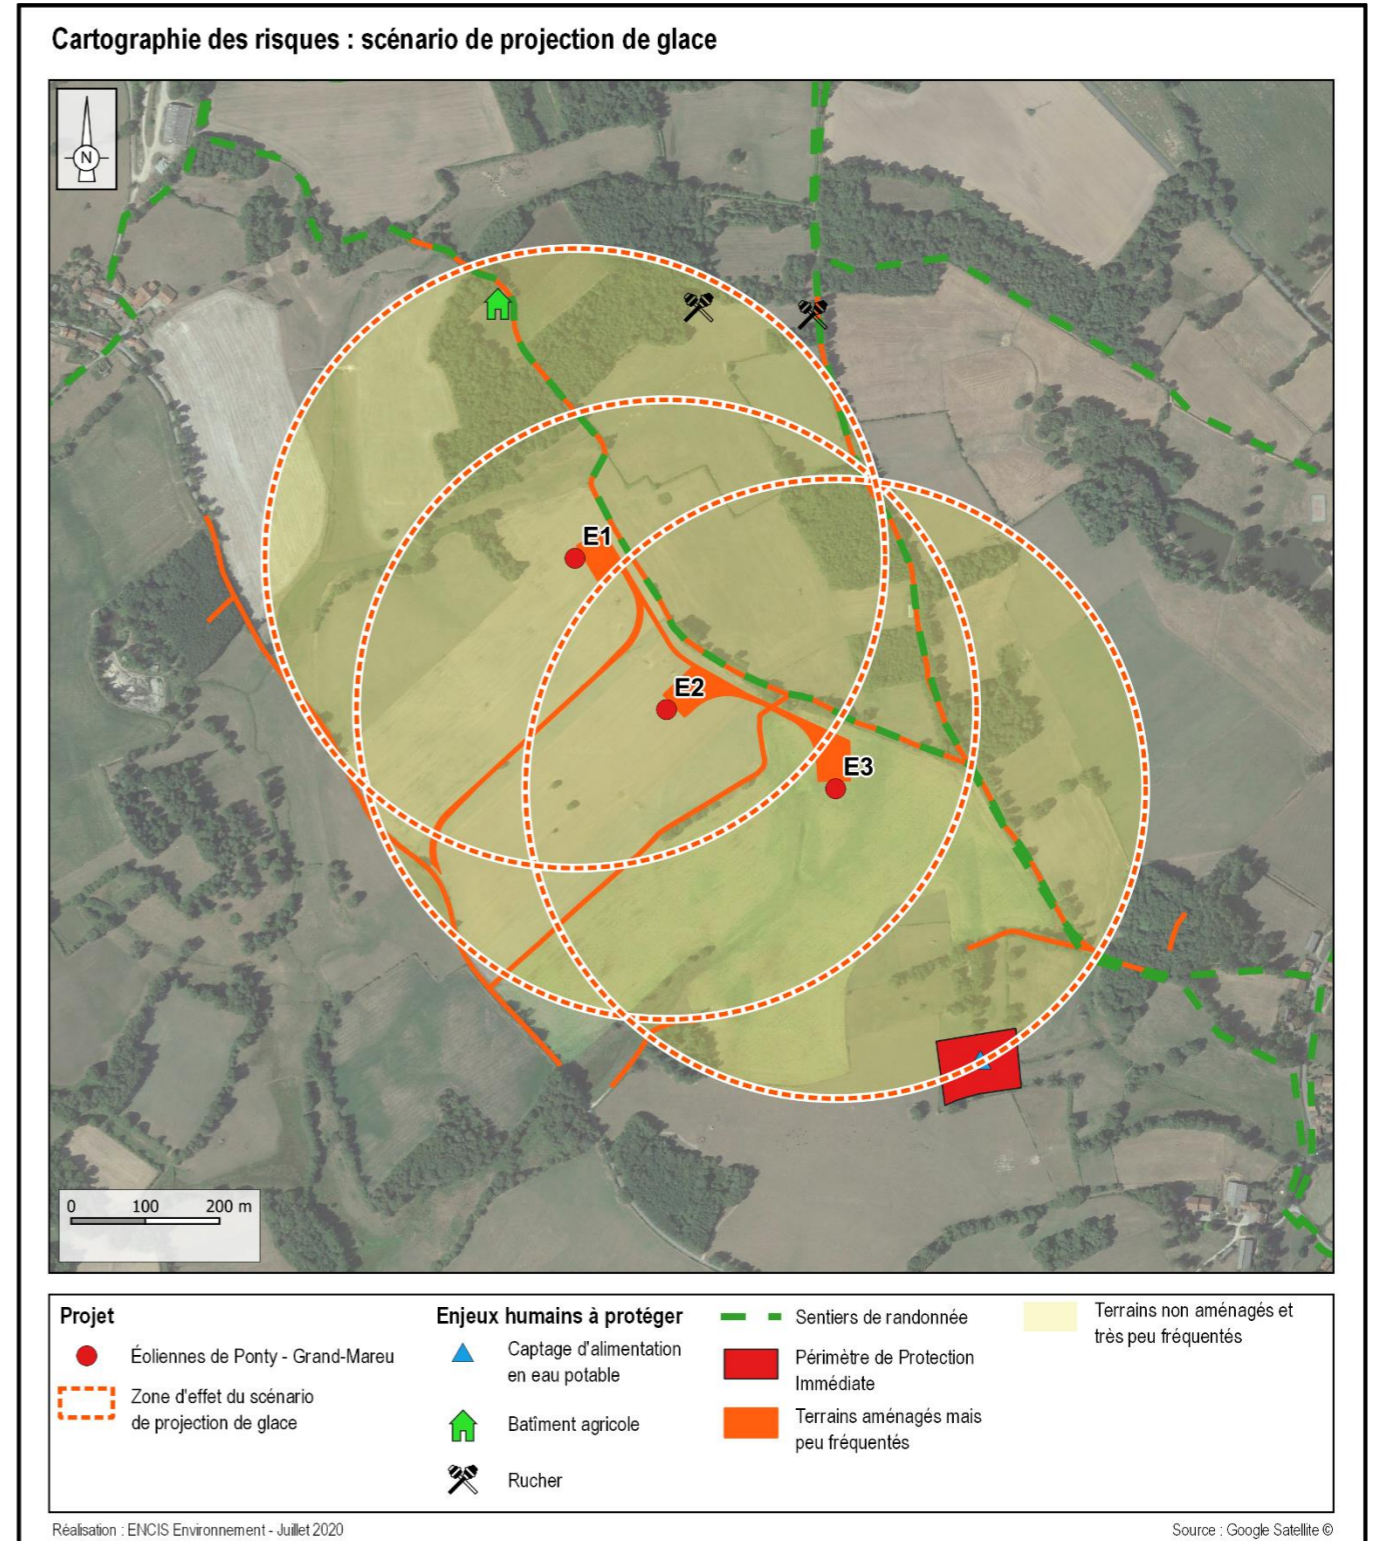 Cartographie des risques : scénario de projection de glace
N
E1
E2
E3
0 100 200 m
Projet
Éoliennes de Ponty - Grand-Mareu
Zone d'effet du scénario
de projection de glace
Enjeux humains à protéger
Captage d'alimentation
en eau potable
Batîment agricole
Rucher
Sentiers de randonnée
Périmètre de Protection
Immédiate
Terrains aménagés mais
peu fréquentés
Terrains non aménagés et
très peu fréquentés
Réalisation : ENCIS Environnement - Juillet 2020
Source : Google Satellite ©